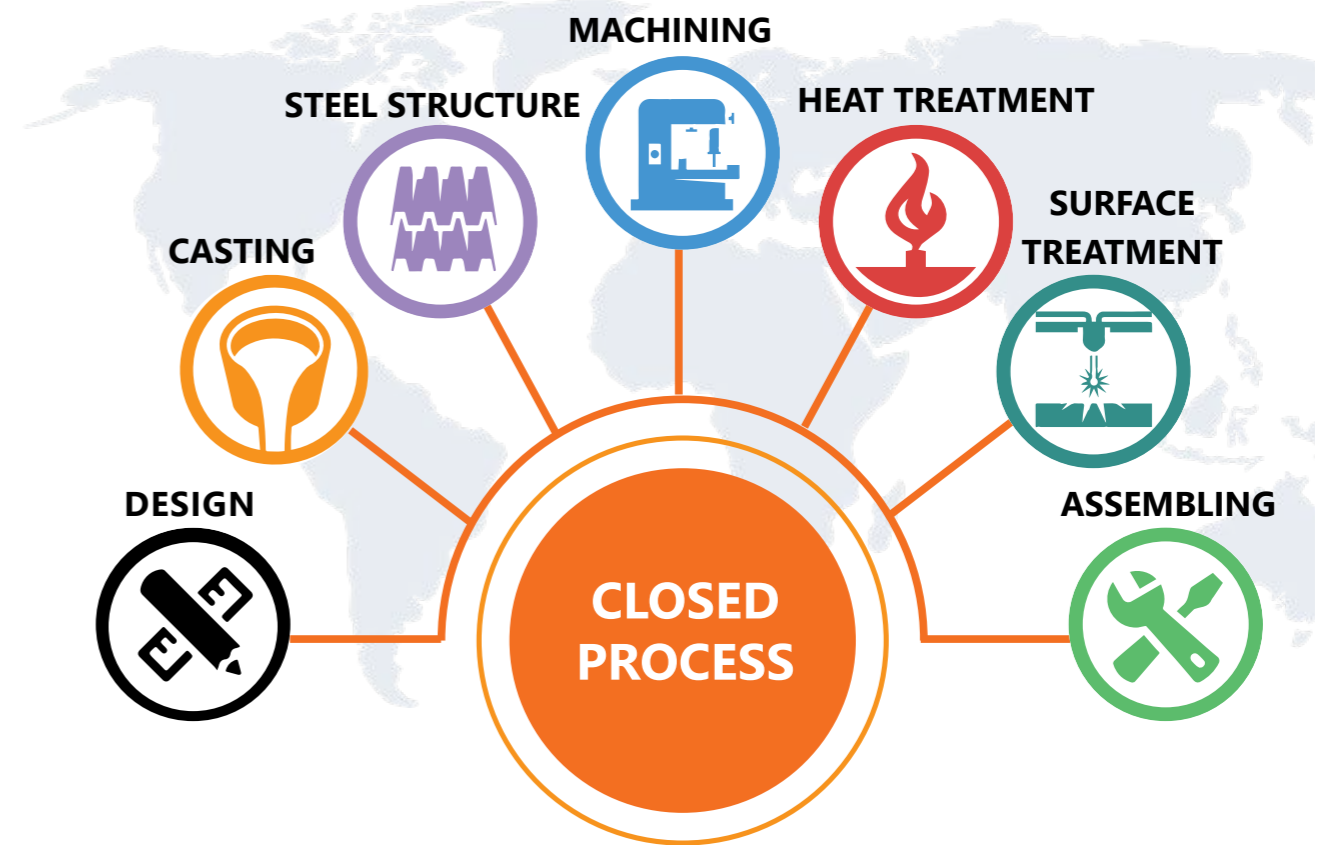 MACHINING
STEEL STRUCTURE
HEAT TREATMENT
SURFACE
TREATMENT
CASTING
DESIGN
ASSEMBLING
CLOSED
PROCESS